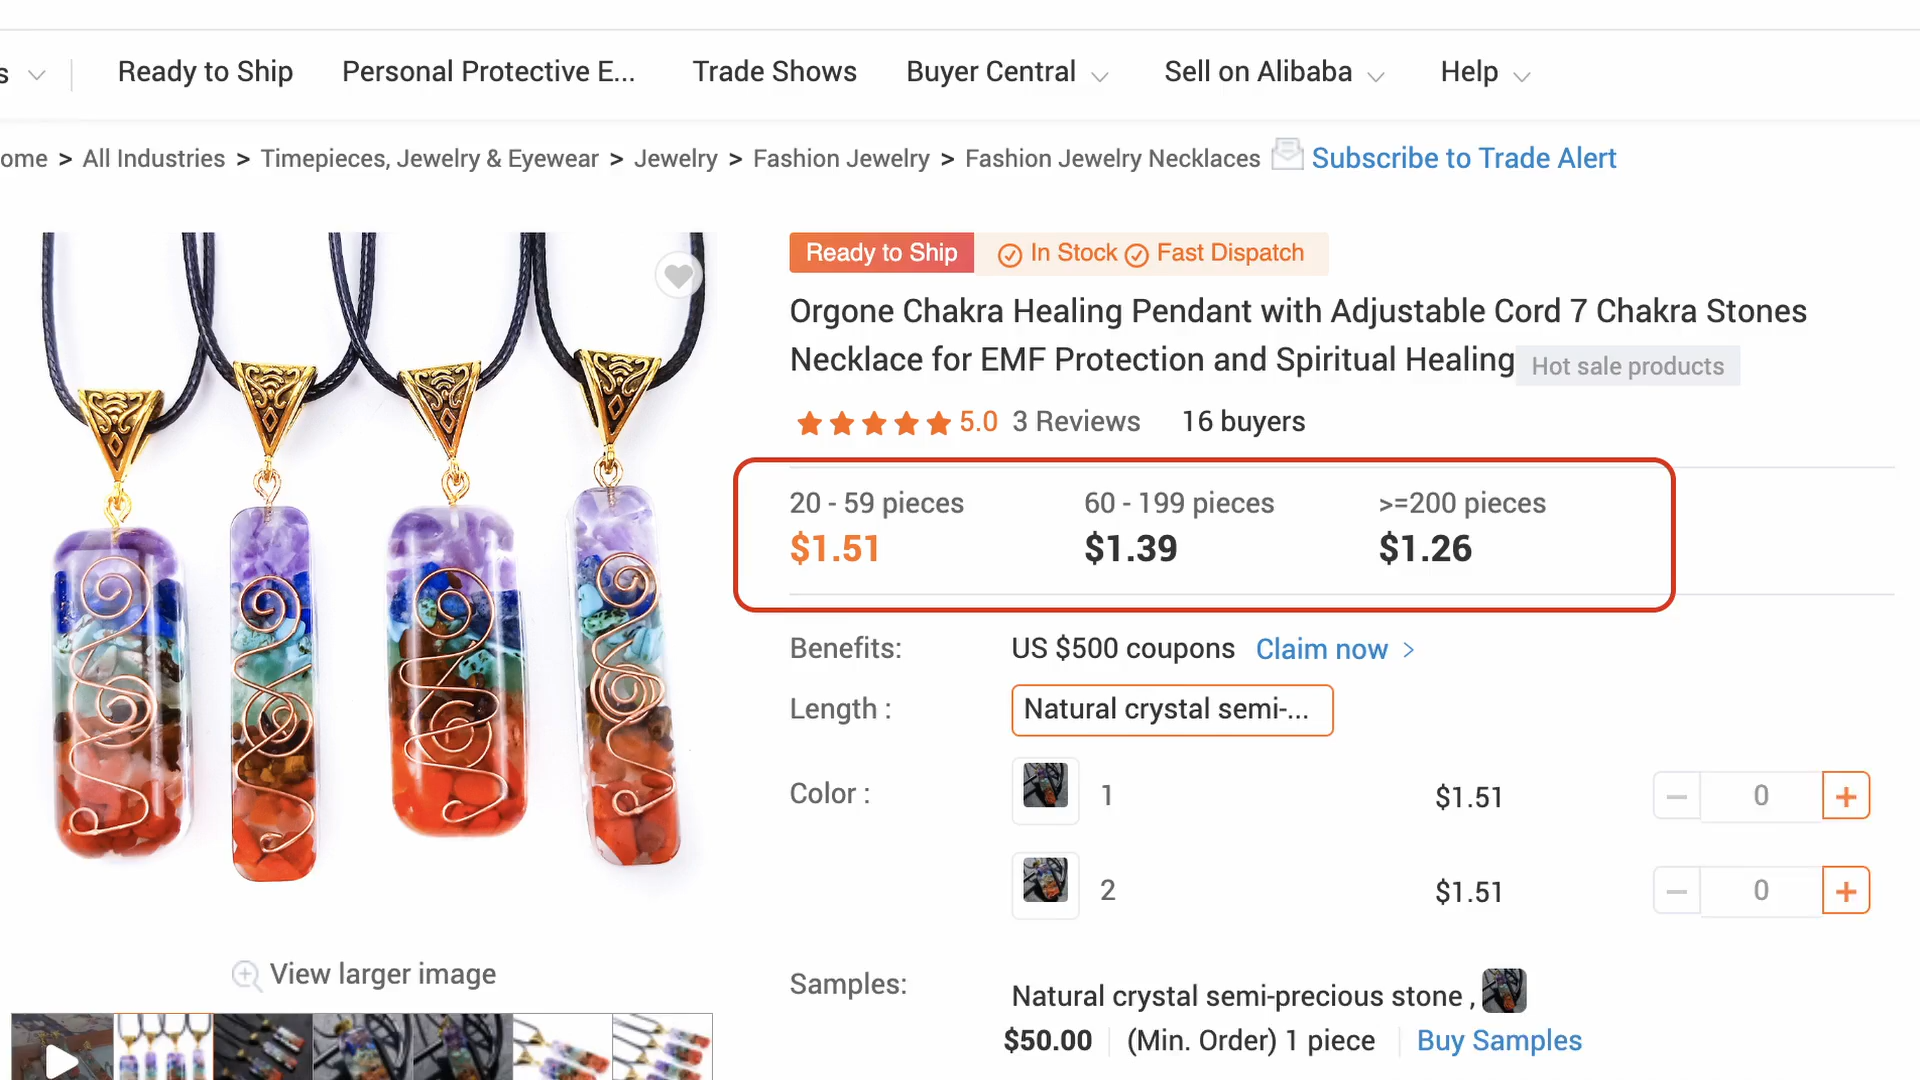 s
Ready to Ship Personal Protective E... Trade Shows Buyer Central Sell on Alibaba Help
ome > All Industries > Timepieces, Jewelry & Eyewear > Jewelry > Fashion Jewelry > Fashion Jewelry Necklaces Subscribe to Trade Alert
Ready to Ship In Stock Fast Dispatch
Orgone Chakra Healing Pendant with Adjustable Cord 7 Chakra Stones
Necklace for EMF Protection and Spiritual Healing Hot sale products
5.0 3 Reviews 16 buyers
20 - 59 pieces 60 - 199 pieces >=200 pieces
$1.51 $1.39 $1.26
Benefits: US $500 coupons Claim now >
Length : Natural crystal semi-...
Color : 1 $1.51 − 0 +
2 $1.51 − 0 +
View larger image
Samples: Natural crystal semi-precious stone ,
$50.00 (Min. Order) 1 piece Buy Samples